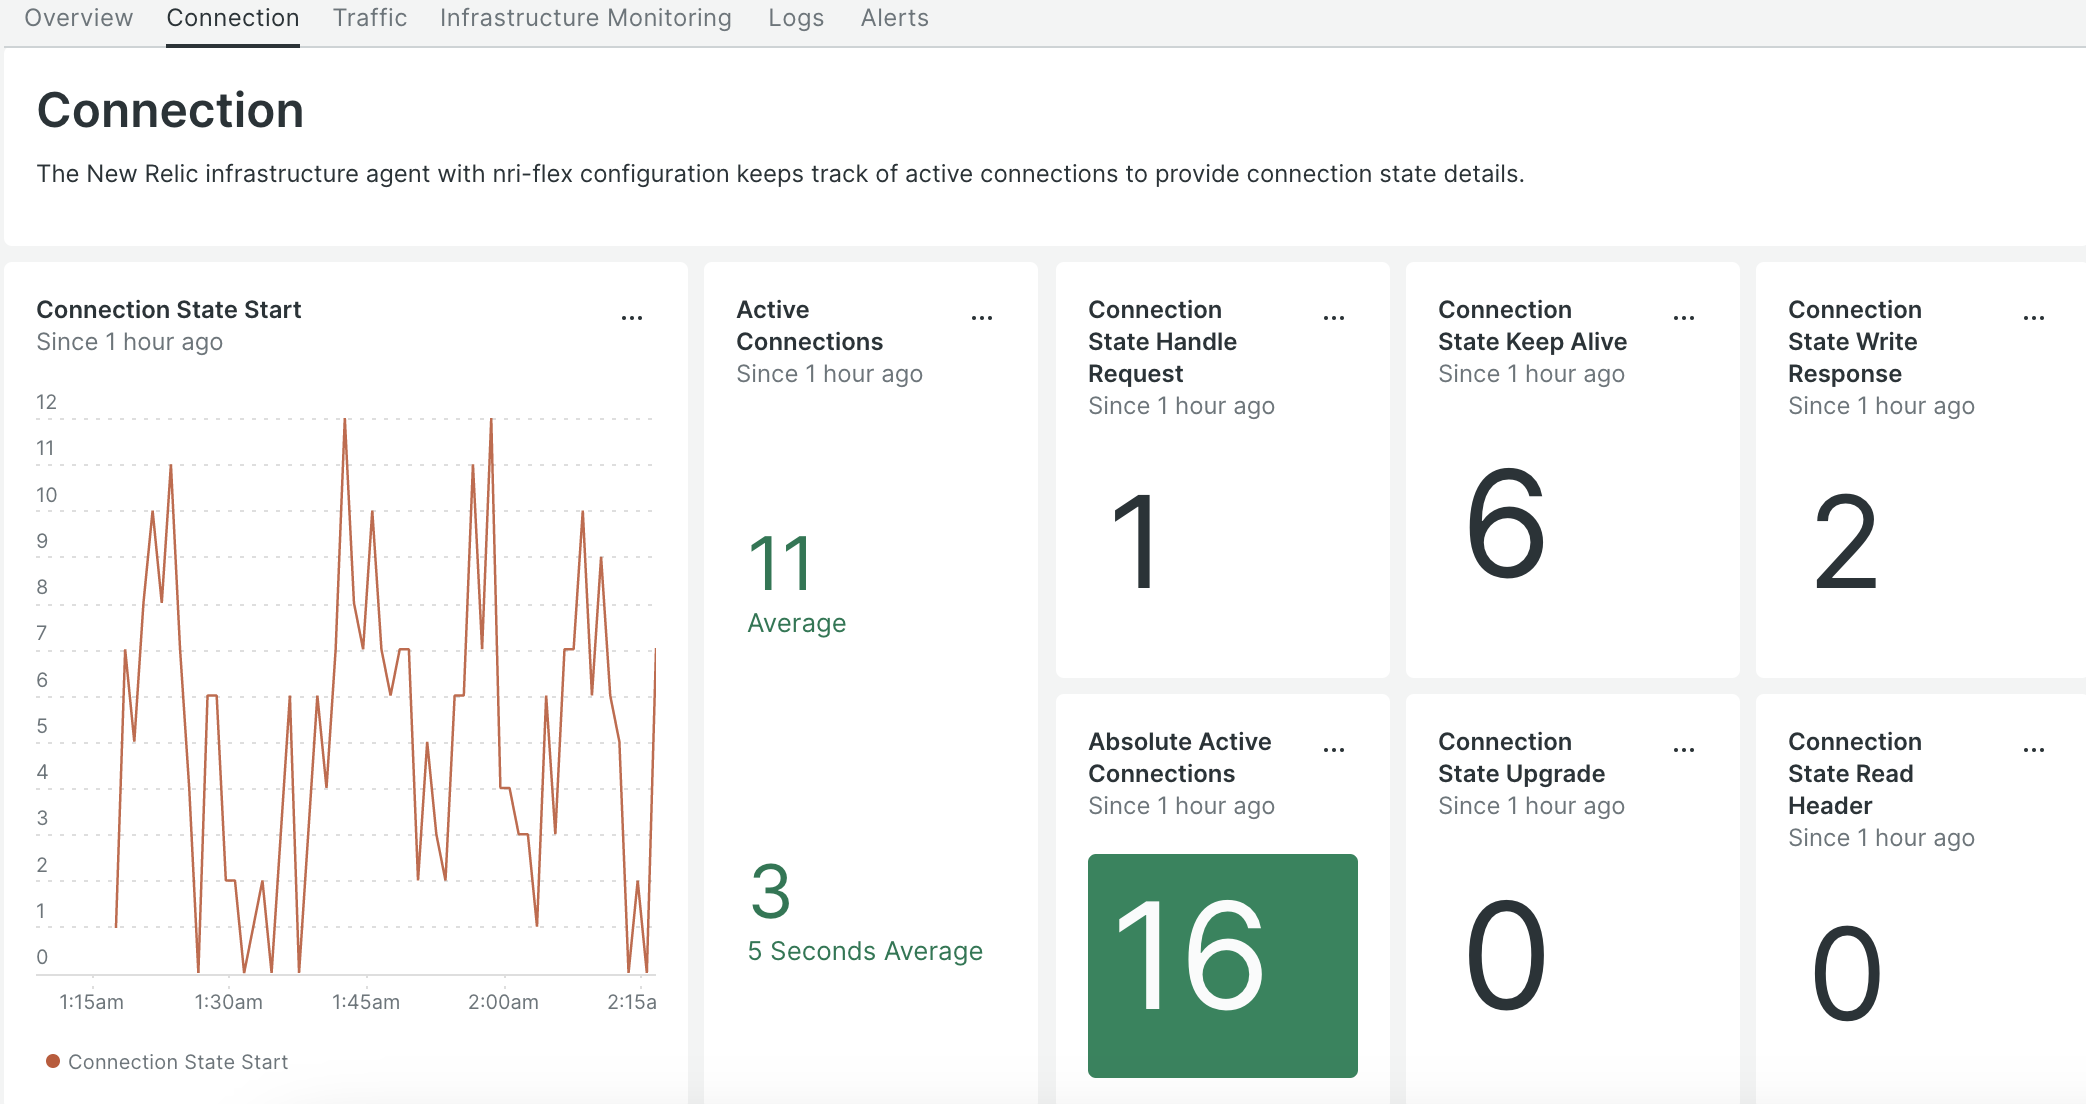 Overview Connection Traffic Infrastructure Monitoring Logs Alerts
Connection
The New Relic infrastructure agent with nri-flex configuration keeps track of active connections to provide connection state details.
Connection State Start
...
Since 1 hour ago
12
11
10
9
8
7
6
5
4
3
2
1
0
1:15am 1:30am 1:45am 2:00am 2:15a
Connection State Start
Active
Connections
...
Since 1 hour ago
11
Average
3
5 Seconds Average
Connection
State Handle
Request
...
Since 1 hour ago
1
Connection
State Keep Alive
...
Since 1 hour ago
6
Connection
State Write
Response
...
Since 1 hour ago
2
Absolute Active
Connections
...
Since 1 hour ago
16
Connection
State Upgrade
...
Since 1 hour ago
0
Connection
State Read
Header
...
Since 1 hour ago
0